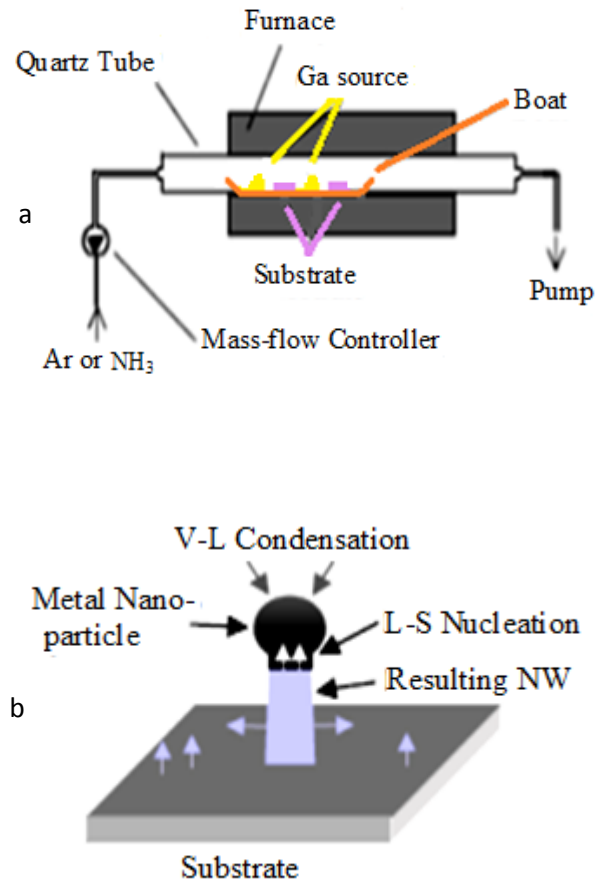 Furnace
Quartz Tube
Ga source
Boat
a
Substrate
Pump
Mass-flow Controller
Ar or NH₃
V-L Condensation
Metal Nano-
particle
L-S Nucleation
Resulting NW
b
Substrate